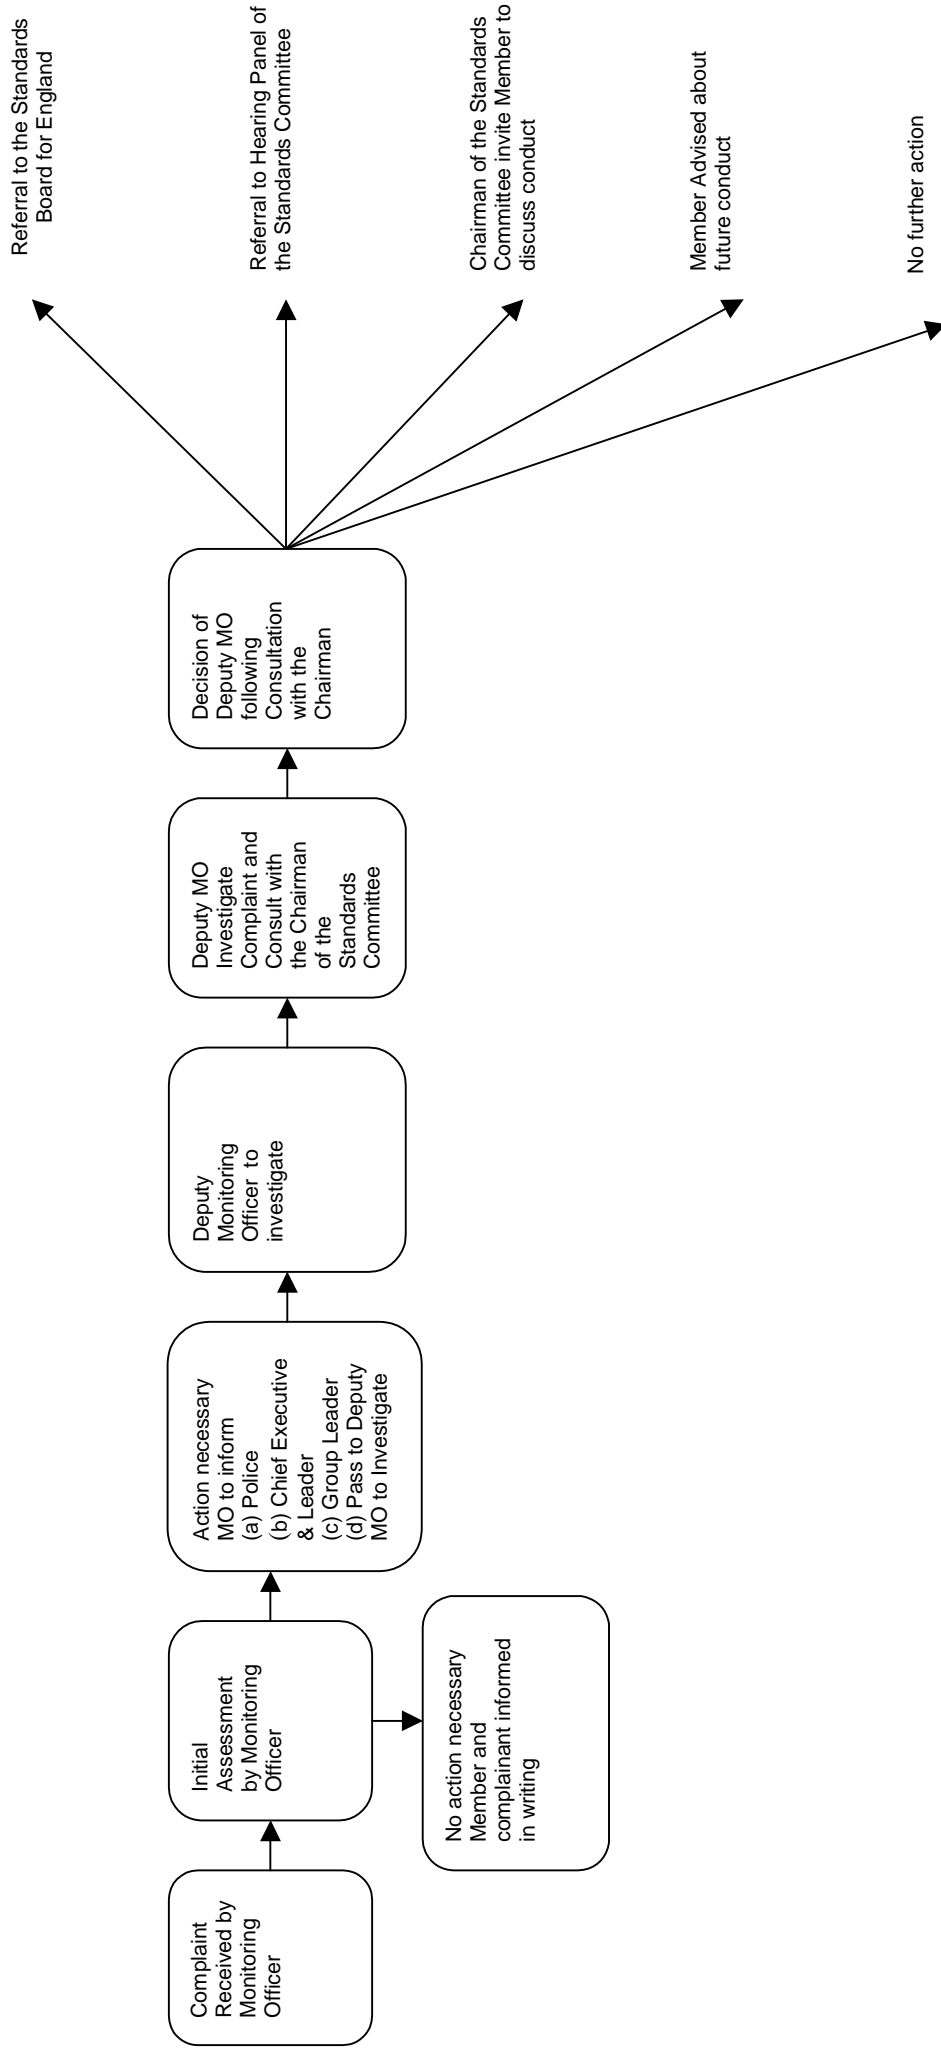 Complaint
Received by
Monitoring
Officer
Initial
Assessment
by Monitoring
Officer
No action necessary
Member and
complainant informed
in writing
Action necessary
MO to inform
(a) Police
(b) Chief Executive
& Leader
(c) Group Leader
(d) Pass to Deputy
MO to Investigate
Deputy
Monitoring
Officer to
investigate
Deputy MO
Investigate
Complaint and
Consult with
the Chairman
of the
Standards
Committee
Decision of
Deputy MO
following
Consultation
with the
Chairman
Referral to the Standards
Board for England
Referral to Hearing Panel of
the Standards Committee
Chairman of the Standards
Committee invite Member to
discuss conduct
Member Advised about
future conduct
No further action